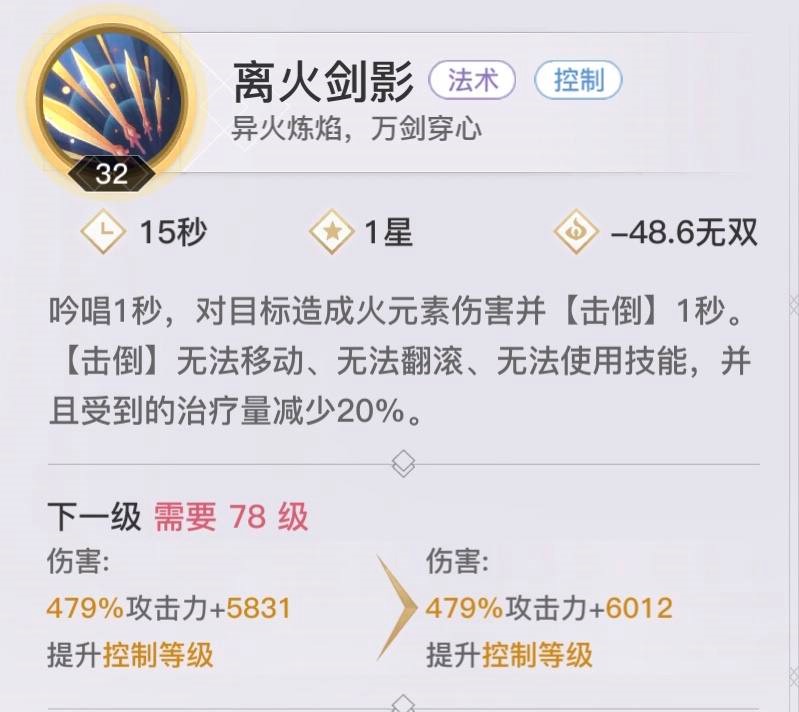 离火剑影 法术 控制
异火炼焰，万剑穿心
32
15秒 1星 -48.6无双
吟唱1秒，对目标造成火元素伤害并【击倒】1秒。
【击倒】无法移动、无法翻滚、无法使用技能，并
且受到的治疗量减少20%。
下一级 需要 78 级
伤害: 伤害:
479%攻击力+5831 479%攻击力+6012
提升控制等级 提升控制等级